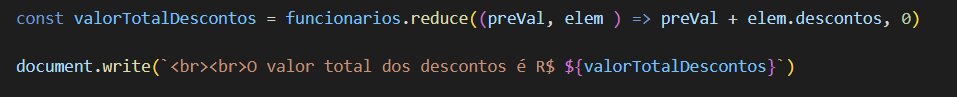 const valorTotalDescontos = funcionarios.reduce((preVal, elem ) => preVal + elem.descontos, 0)
document.write(`<br><br>O valor total dos descontos é R$ ${valorTotalDescontos}`)